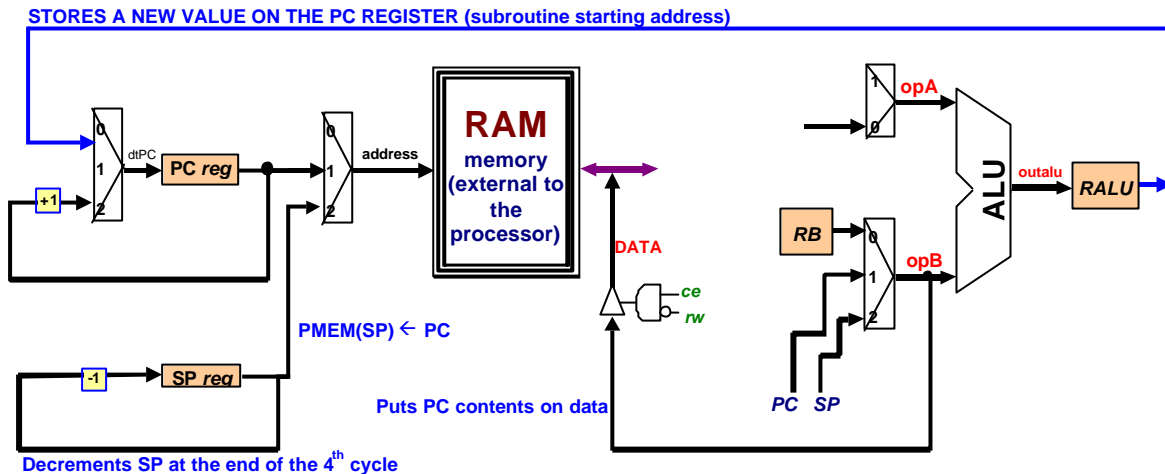 STORES A NEW VALUE ON THE PC REGISTER (subroutine starting address)
0
1
2
dtPC
PC reg
+1
0
1
2
address
RAM
memory
(external to
the
processor)
DATA
ce
rw
PMEM(SP) ← PC
-1
SP reg
Puts PC contents on data
Decrements SP at the end of the 4th cycle
1
0
opA
RB
0
1
2
opB
PC
SP
ALU
outalu
RALU